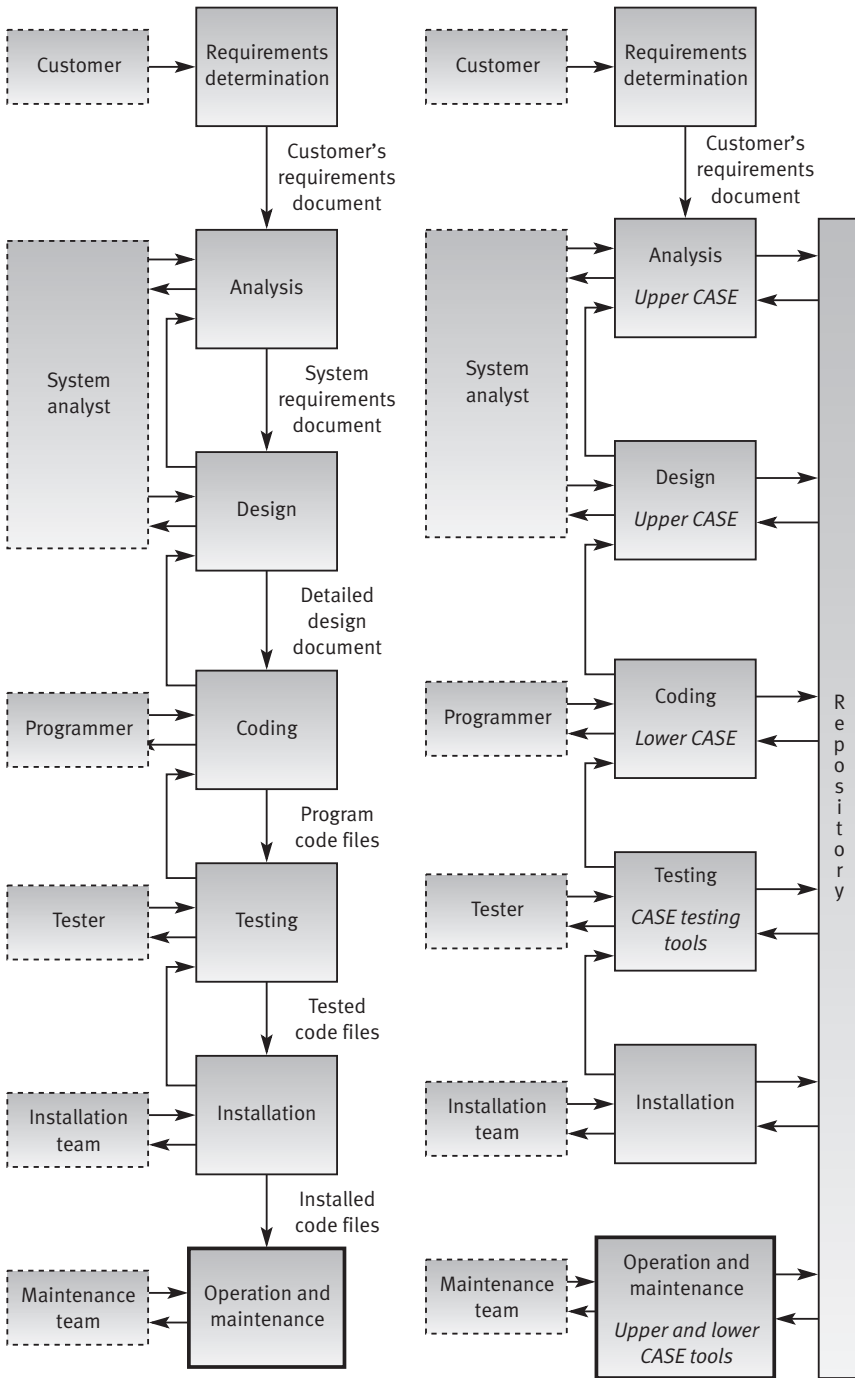 Customer
Requirements
determination
Customer's
requirements
document
System
analyst
Analysis
System
requirements
document
Design
Detailed
design
document
Programmer
Coding
Program
code files
Tester
Testing
Tested
code files
Installation
team
Installation
Installed
code files
Maintenance
team
Operation and
maintenance
Customer
Requirements
determination
Customer's
requirements
document
System
analyst
Analysis
Upper CASE
Design
Upper CASE
Programmer
Coding
Lower CASE
Tester
Testing
CASE testing
tools
Installation
team
Installation
Maintenance
team
Operation and
maintenance
Upper and lower
CASE tools
Repository